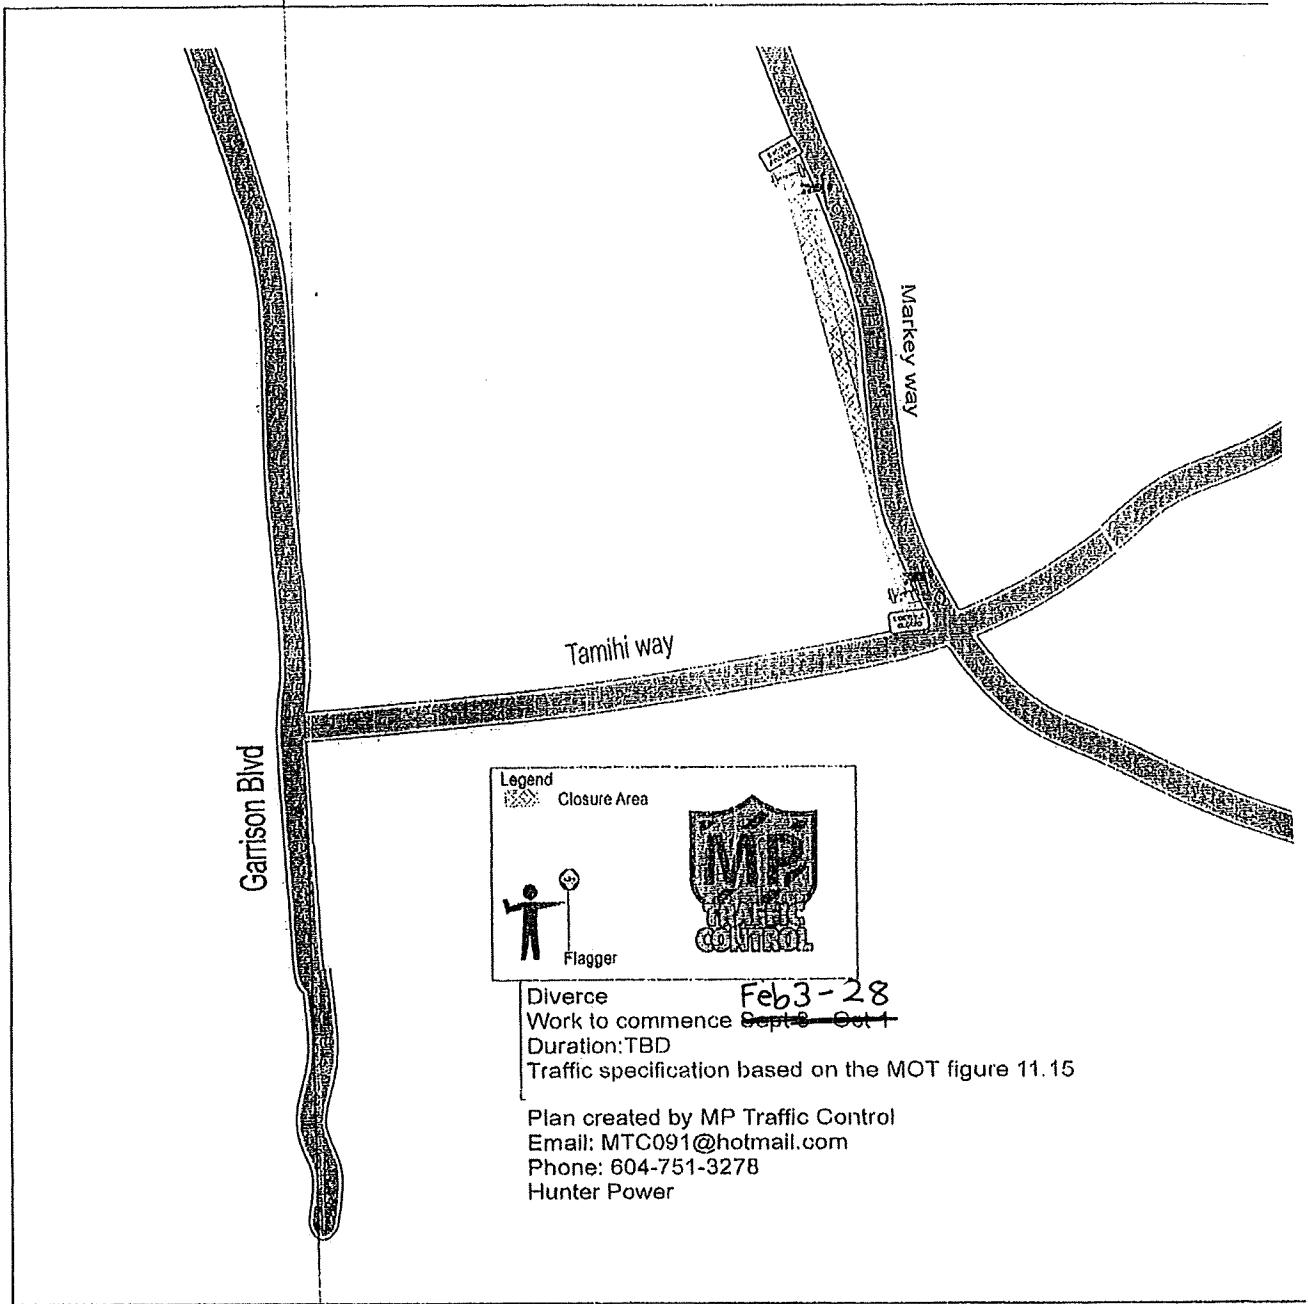 Markey way
Tamihi way
Garrison Blvd
Legend
Closure Area
MP
TRAFFIC
CONTROL
Flagger
Diverce
Feb 3-28
Work to commence Sept 8 - Oct 1
Duration:TBD
Traffic specification based on the MOT figure 11.15
Plan created by MP Traffic Control
Email: MTC091@hotmail.com
Phone: 604-751-3278
Hunter Power